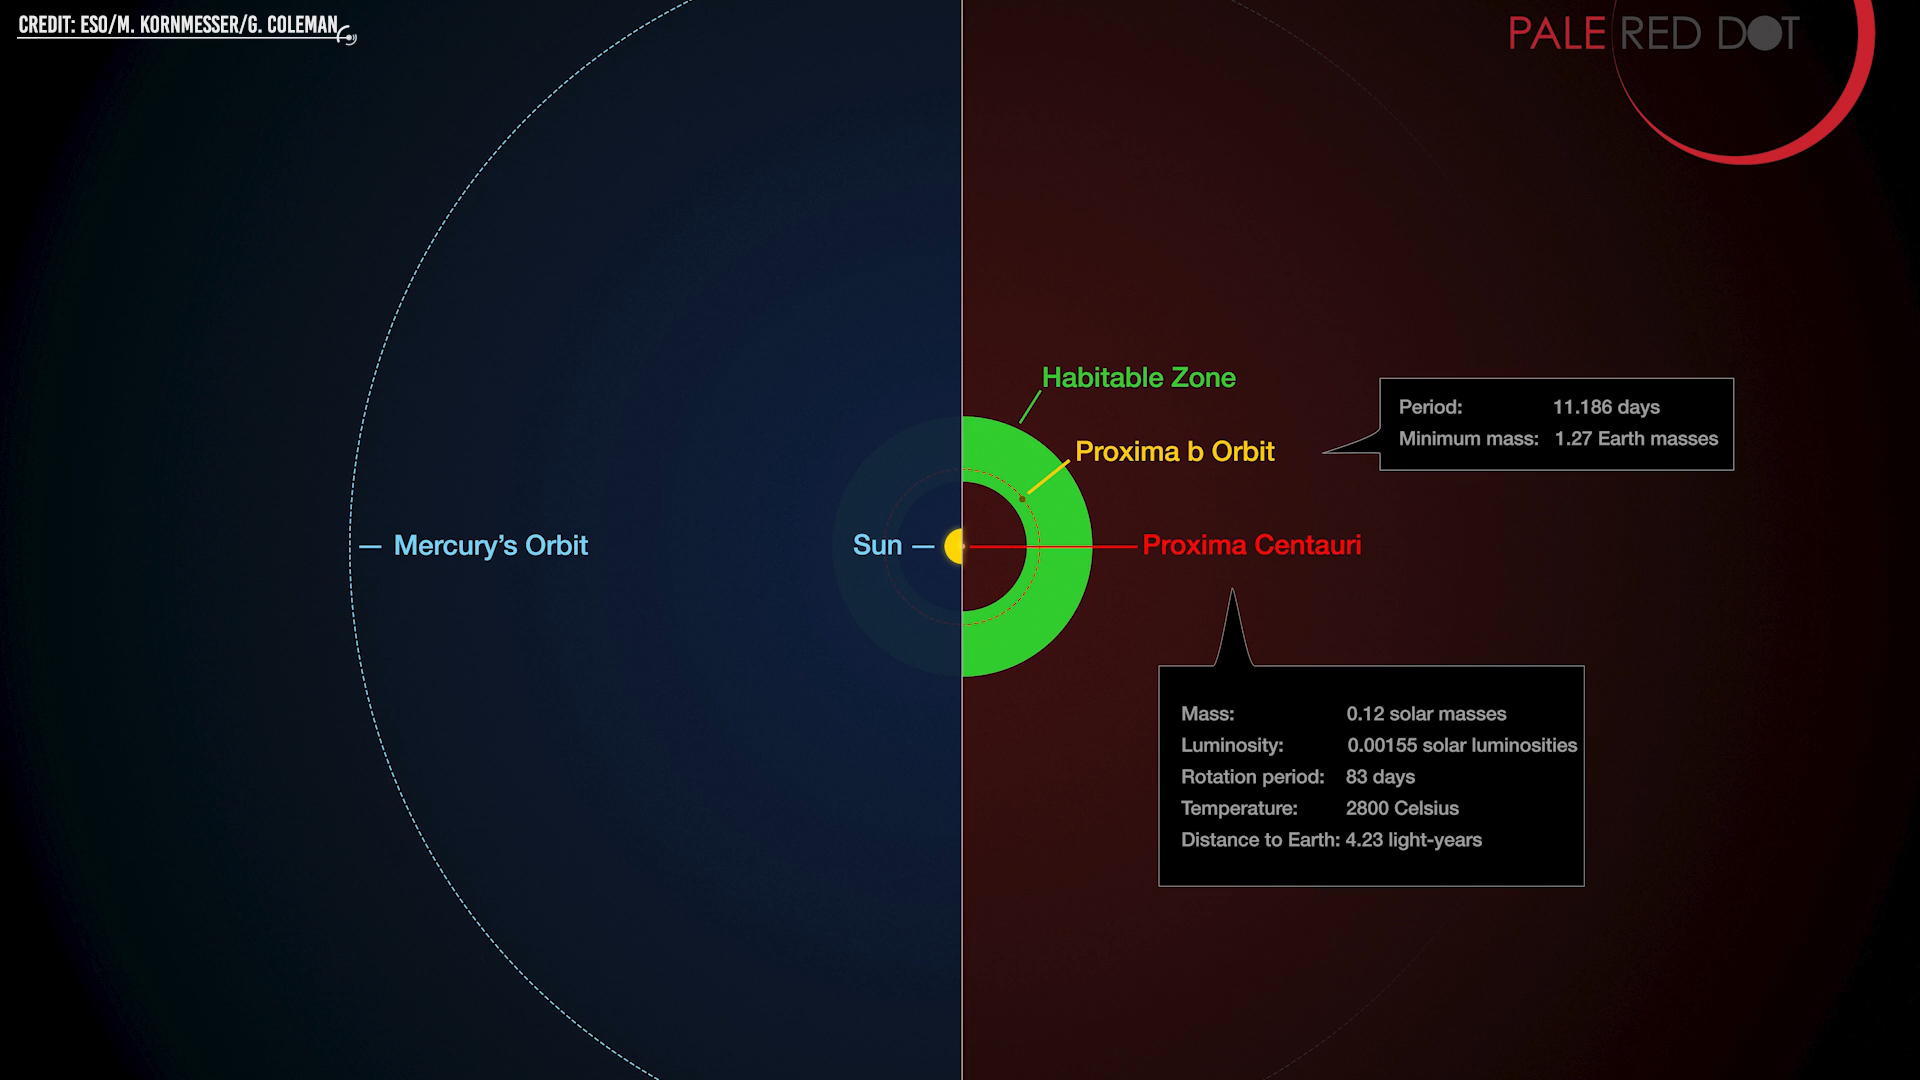 CREDIT: ESO/M. KORNMESSER/G. COLEMAN
PALE RED DOT
Habitable Zone
Proxima b Orbit
Period: 11.186 days
Minimum mass: 1.27 Earth masses
Mercury’s Orbit
Sun
Proxima Centauri
Mass: 0.12 solar masses
Luminosity: 0.00155 solar luminosities
Rotation period: 83 days
Temperature: 2800 Celsius
Distance to Earth: 4.23 light-years